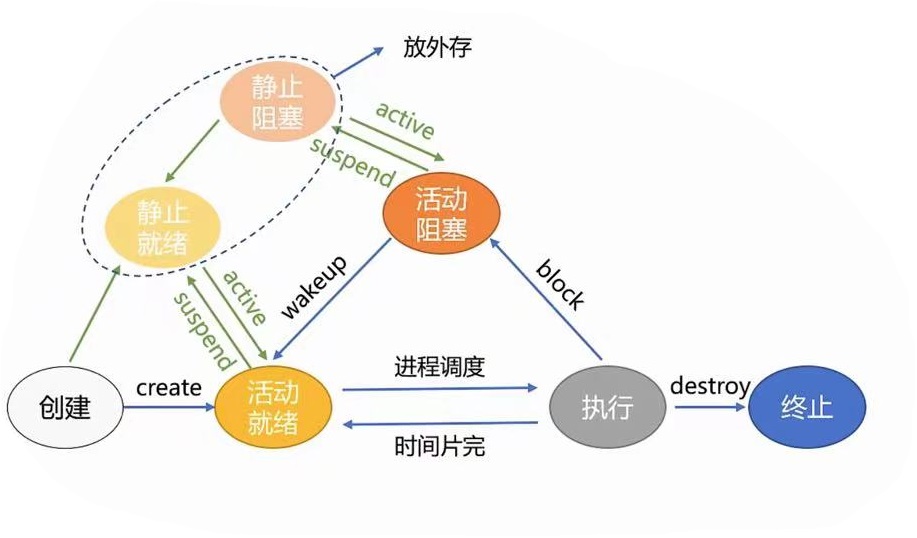 放外存
静止
阻塞
active
suspend
活动
阻塞
静止
就绪
active
suspend
wakeup
block
创建
create
活动
就绪
进程调度
时间片完
执行
destroy
终止